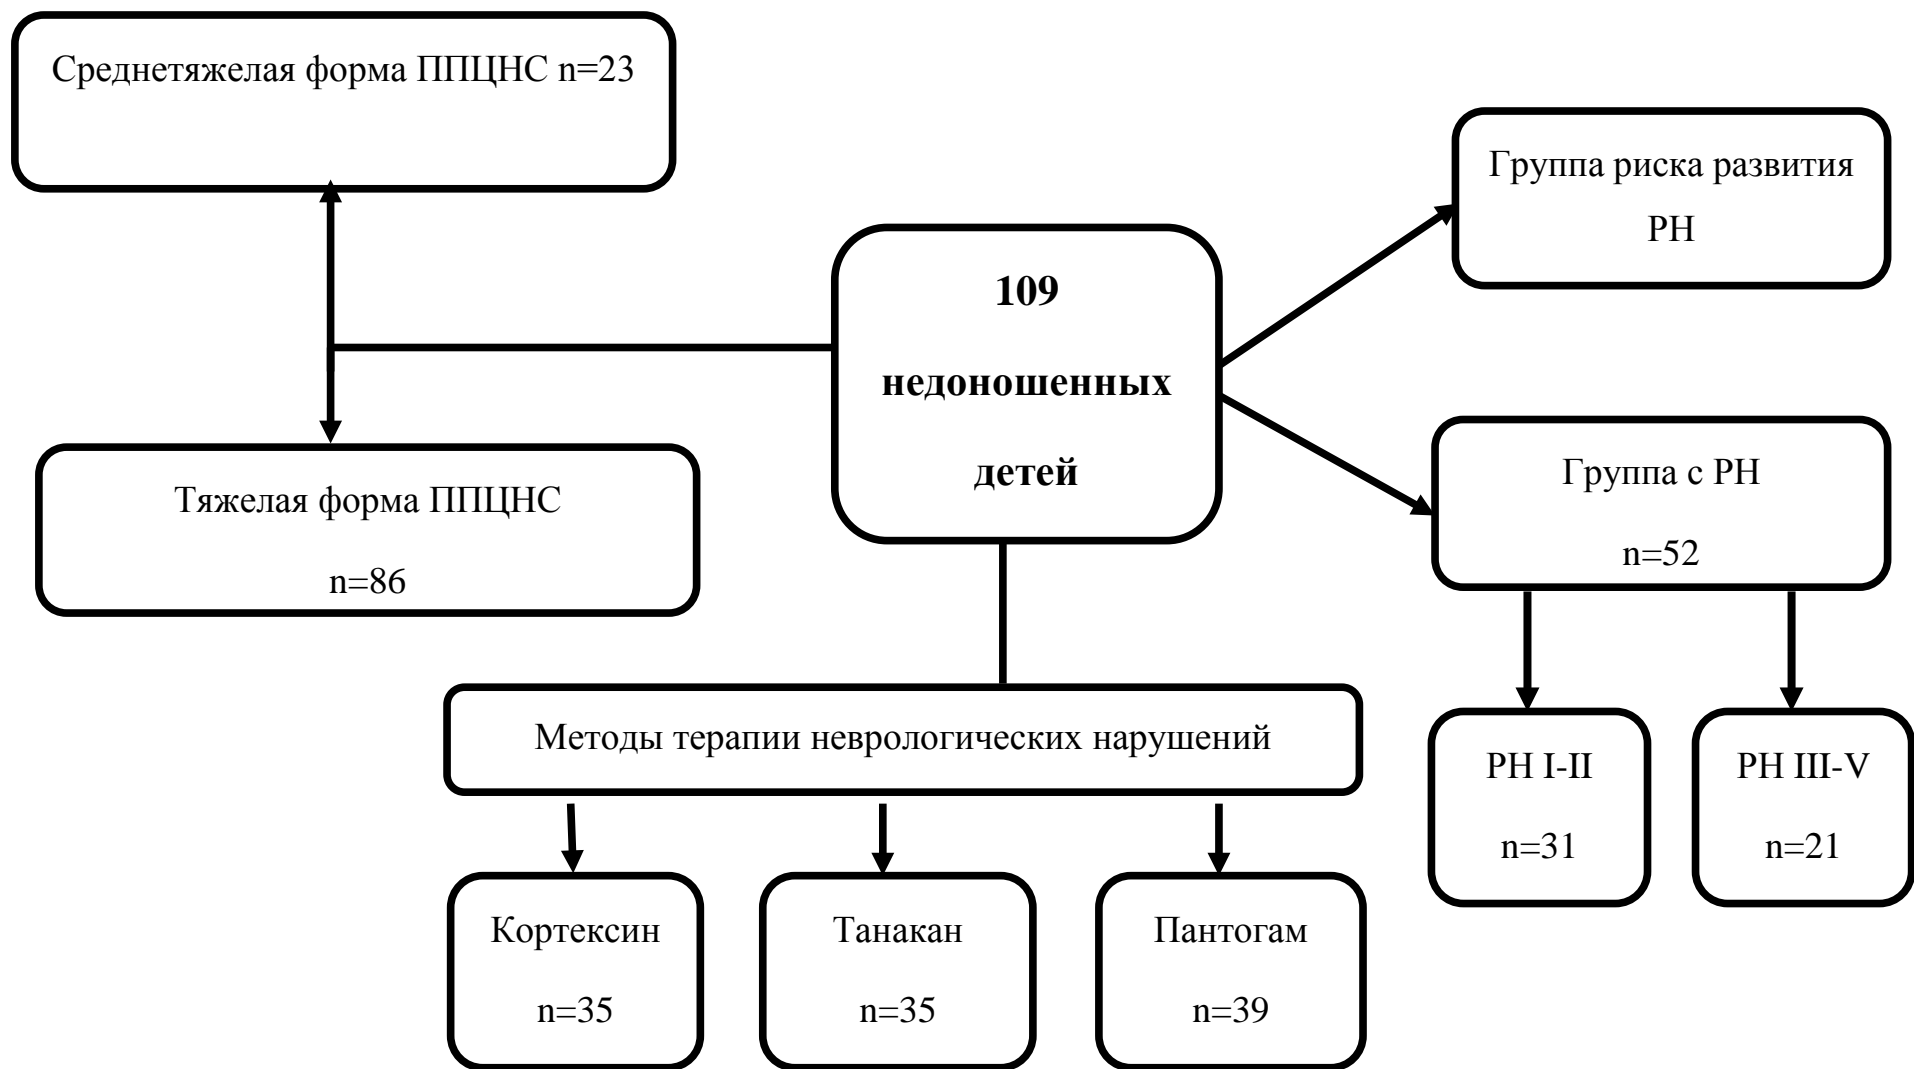 Среднетяжелая форма ППЦНС n=23
Группа риска развития
РН
109
недоношенных
детей
Тяжелая форма ППЦНС
n=86
Группа с РН
n=52
Методы терапии неврологических нарушений
РН I-II
n=31
РН III-V
n=21
Кортексин
n=35
Танакан
n=35
Пантогам
n=39